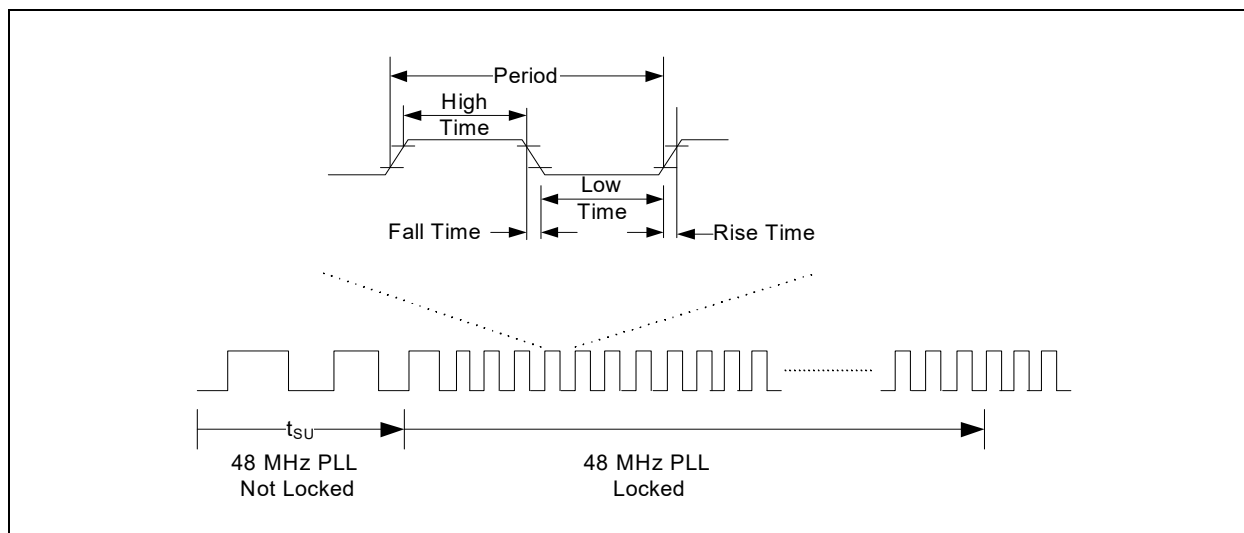 Period
High
Time
Low
Time
Fall Time
Rise Time
tSU
48 MHz PLL
Not Locked
48 MHz PLL
Locked